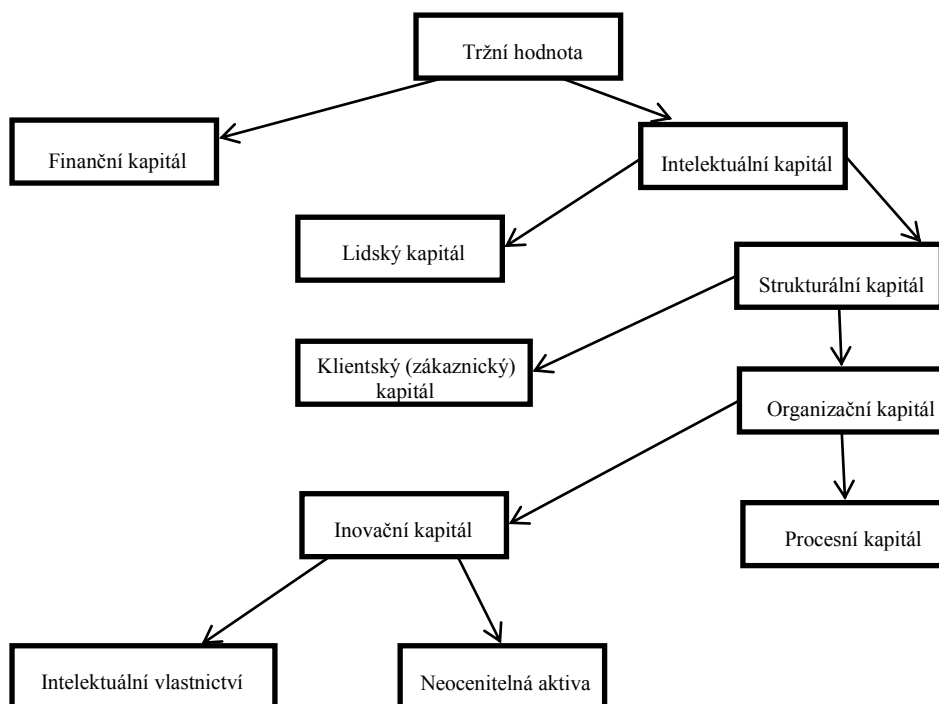 Tržní hodnota
Finanční kapitál
Intelektuální kapitál
Lidský kapitál
Strukturální kapitál
Klientský (zákaznický)
kapitál
Organizační kapitál
Inovační kapitál
Procesní kapitál
Intelektuální vlastnictví
Neocenitelná aktiva